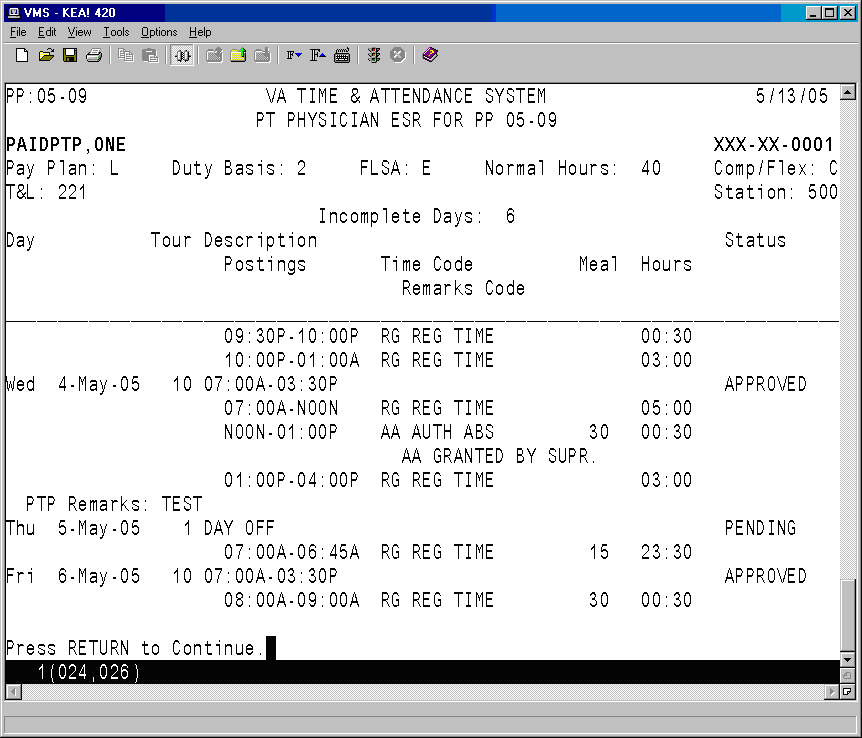 VMS - KEA! 420
File Edit View Tools Options Help
PP:05-09 VA TIME & ATTENDANCE SYSTEM 5/13/05
PT PHYSICIAN ESR FOR PP 05-09
PAIDPTP,ONE XXX-XX-0001
Pay Plan: L Duty Basis: 2 FLSA: E Normal Hours: 40 Comp/Flex: C
T&L: 221 Station: 500
Incomplete Days: 6
Day Tour Description Status
Postings Time Code Meal Hours
Remarks Code
09:30P-10:00P RG REG TIME 00:30
10:00P-01:00A RG REG TIME 03:00
Wed 4-May-05 10 07:00A-03:30P APPROVED
07:00A-NOON RG REG TIME 05:00
NOON-01:00P AA AUTH ABS 30 00:30
AA GRANTED BY SUPR.
01:00P-04:00P RG REG TIME 03:00
PTP Remarks: TEST
Thu 5-May-05 1 DAY OFF PENDING
07:00A-06:45A RG REG TIME 15 23:30
Fri 6-May-05 10 07:00A-03:30P APPROVED
08:00A-09:00A RG REG TIME 30 00:30
Press RETURN to Continue.
1(024,026)